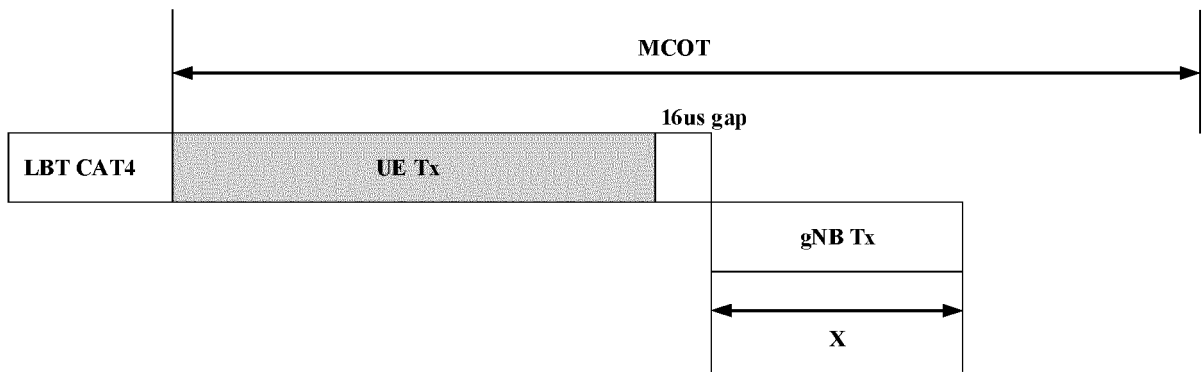 MCOT
16us gap
LBT CAT4
UE Tx
gNB Tx
X